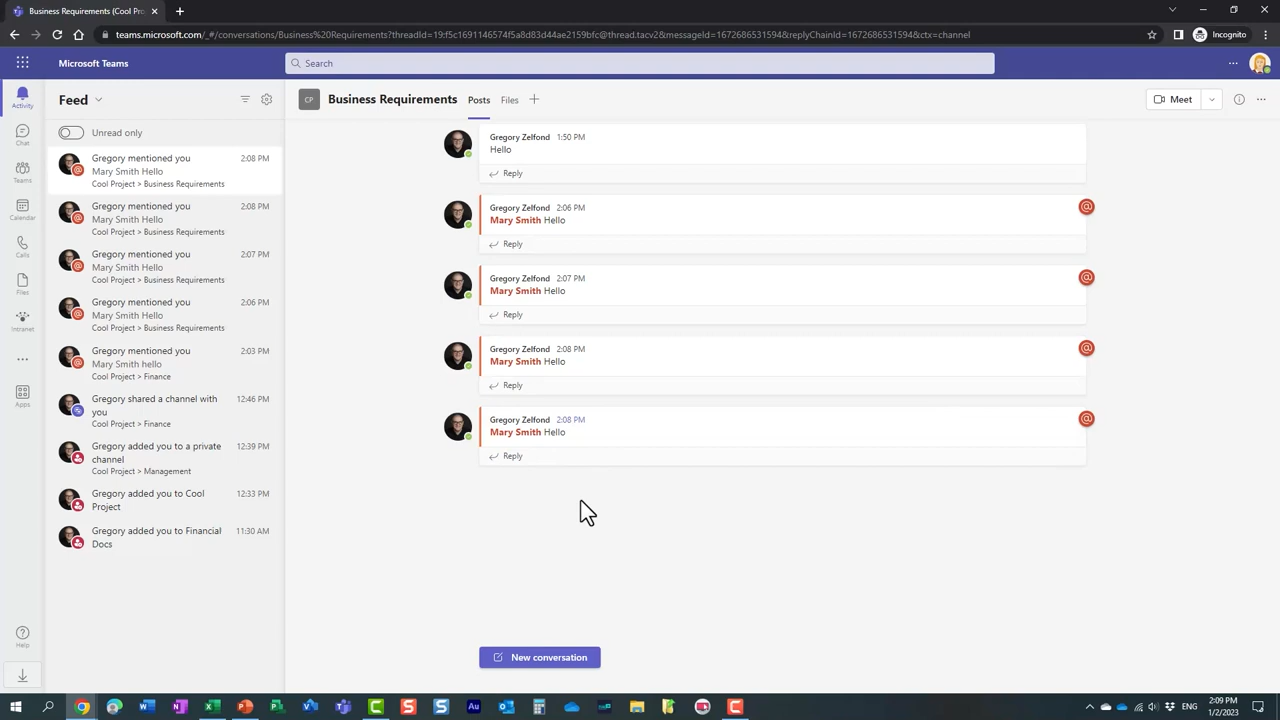 Business Requirements (Cool Pro
teams.microsoft.com/_#/conversations/Business%20Requirements?threadId=19:f5c1691146574f5a8d83d44ae2159bfc@thread.tacv2&messageId=1672686531594&replyChainId=1672686531594&ctx=channel
Incognito
Microsoft Teams
Search
Activity
Chat
Teams
Calendar
Calls
Files
Intranet
Apps
Help
Feed
Unread only
Gregory mentioned you 2:08 PM
Mary Smith Hello
Cool Project > Business Requirements
Gregory mentioned you 2:08 PM
Mary Smith Hello
Cool Project > Business Requirements
Gregory mentioned you 2:07 PM
Mary Smith Hello
Cool Project > Business Requirements
Gregory mentioned you 2:06 PM
Mary Smith Hello
Cool Project > Business Requirements
Gregory mentioned you 2:03 PM
Mary Smith hello
Cool Project > Finance
Gregory shared a channel with 12:46 PM
you
Cool Project > Finance
Gregory added you to a private 12:39 PM
channel
Cool Project > Management
Gregory added you to Cool 12:33 PM
Project
Gregory added you to Financial 11:30 AM
Docs
CP Business Requirements Posts Files
Meet
Gregory Zelfond 1:50 PM
Hello
Reply
Gregory Zelfond 2:06 PM
Mary Smith Hello
Reply
Gregory Zelfond 2:07 PM
Mary Smith Hello
Reply
Gregory Zelfond 2:08 PM
Mary Smith Hello
Reply
Gregory Zelfond 2:08 PM
Mary Smith Hello
Reply
New conversation
ENG
2:09 PM
1/2/2023